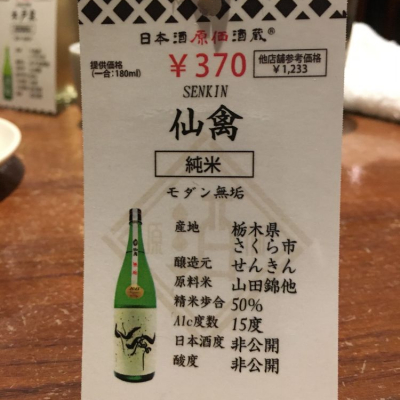 日本酒原価酒蔵®
提供価格
(一合:180ml)
¥370
他店舗参考価格
¥1,233
SENKIN
仙禽
純米
モダン無垢
産地 栃木県
さくら市
醸造元 せんきん
原料米 山田錦他
精米歩合 50%
Alc度数 15度
日本酒度 非公開
酸度 非公開